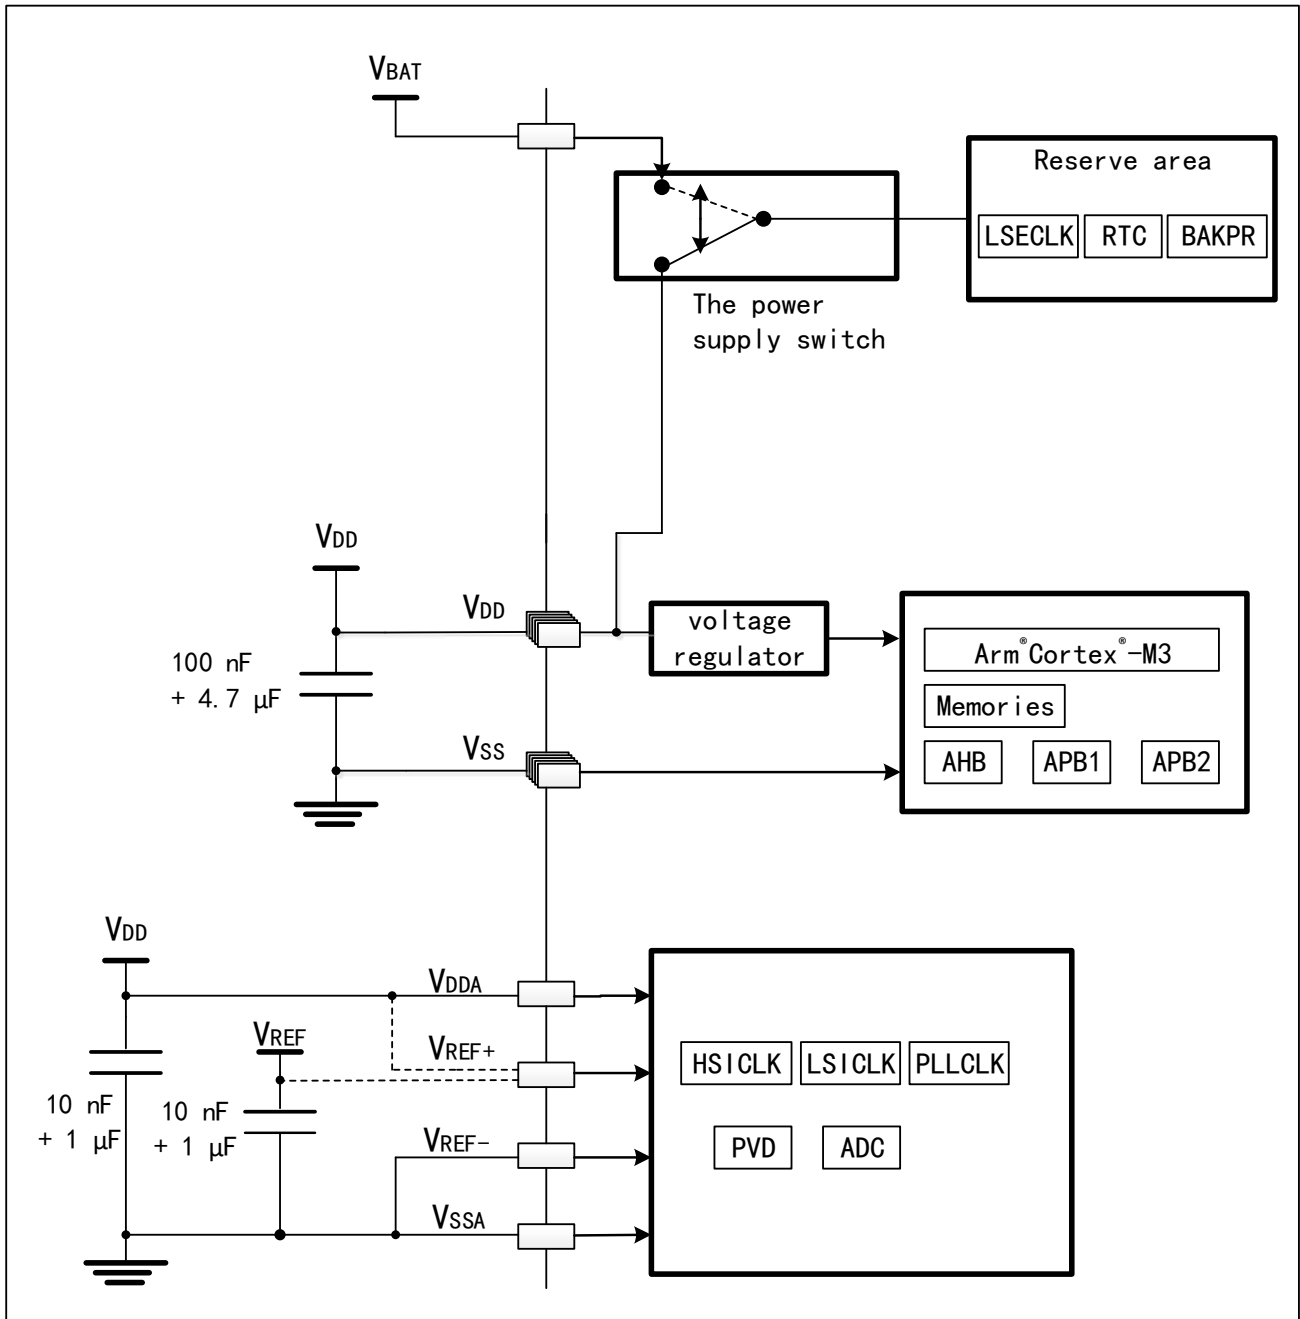 VBAT
Reserve area
LSECLK RTC BAKPR
The power
supply switch
VDD
VDD
voltage
regulator
100 nF
+ 4.7 μF
Arm®Cortex®-M3
Memories
VSS
AHB APB1 APB2
VDD
VDDA
VREF
VREF+
HSICLK LSICLK PLLCLK
10 nF
+ 1 μF
10 nF
+ 1 μF
VREF-
PVD ADC
VSSA